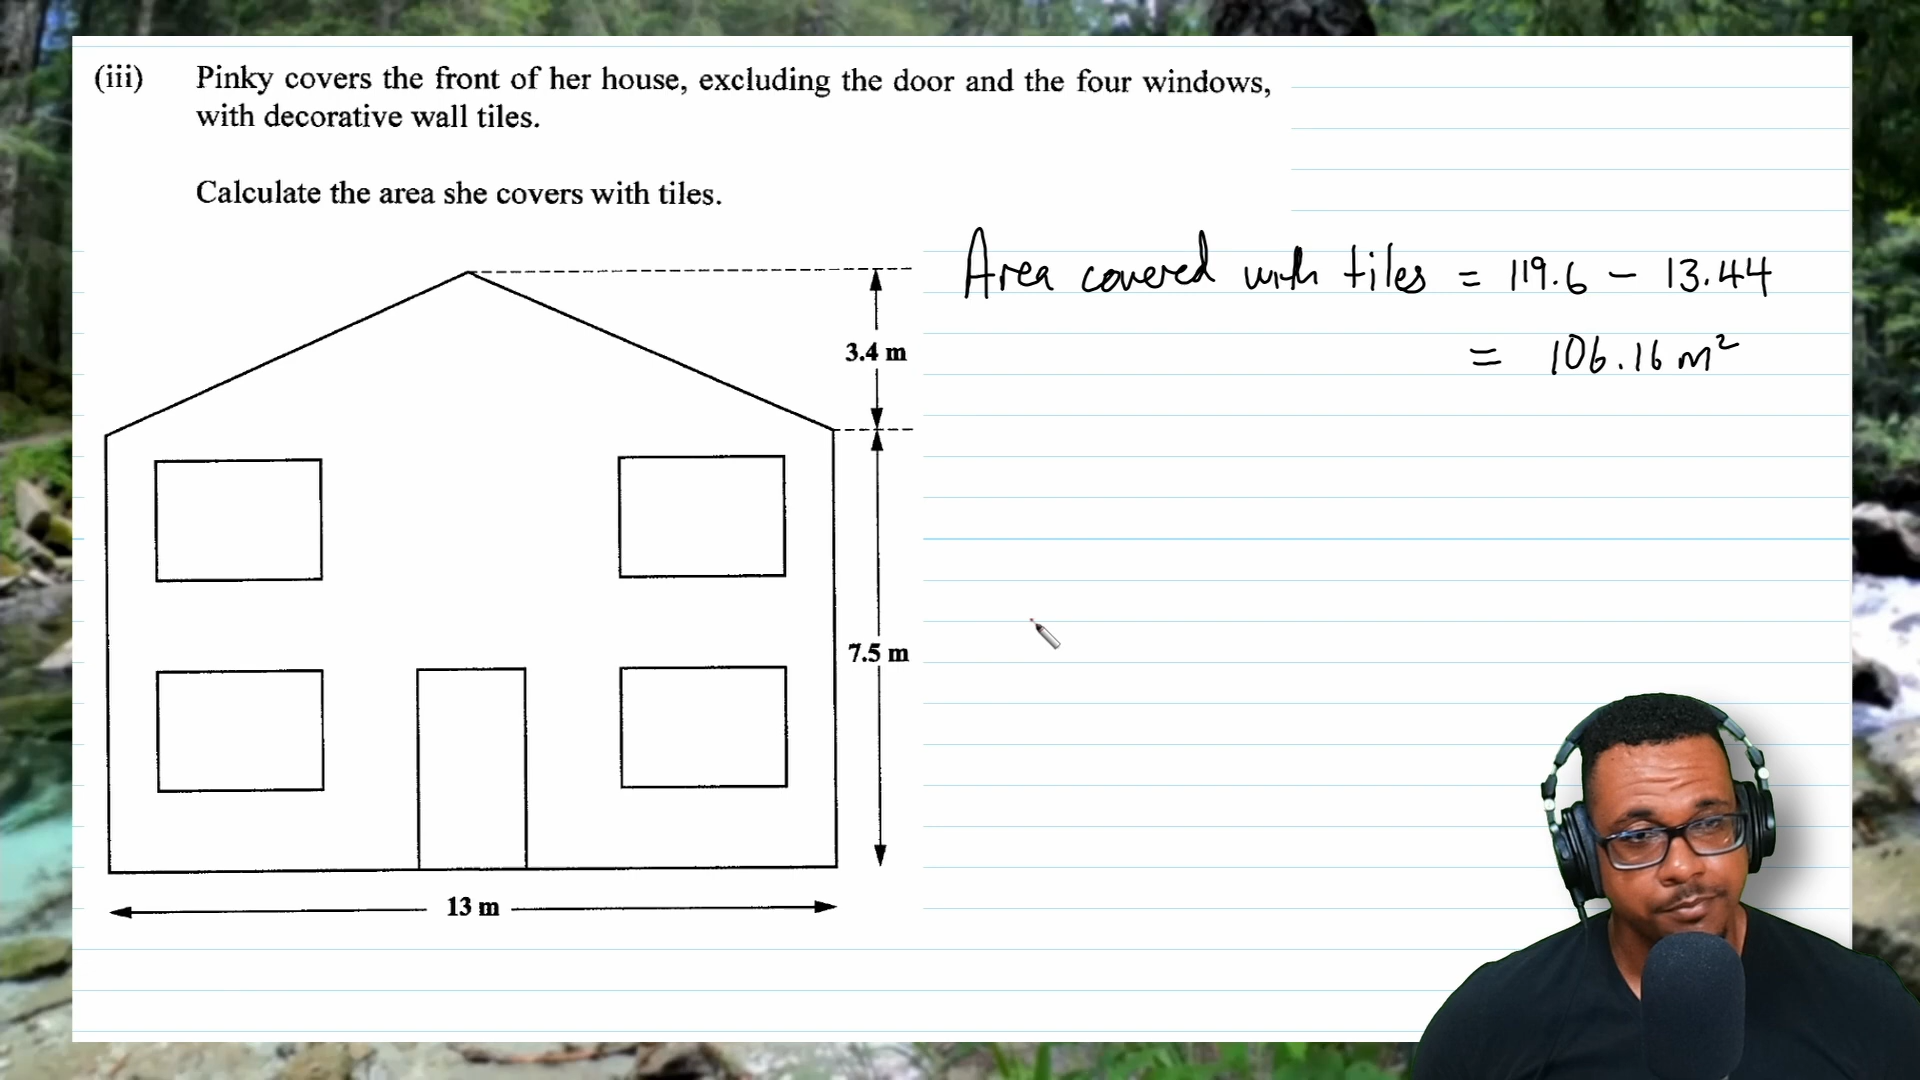 (iii) Pinky covers the front of her house, excluding the door and the four windows,
with decorative wall tiles.
Calculate the area she covers with tiles.
Area covered with tiles = 119.6 - 13.44
= 106.16 m²
3.4 m
7.5 m
13 m